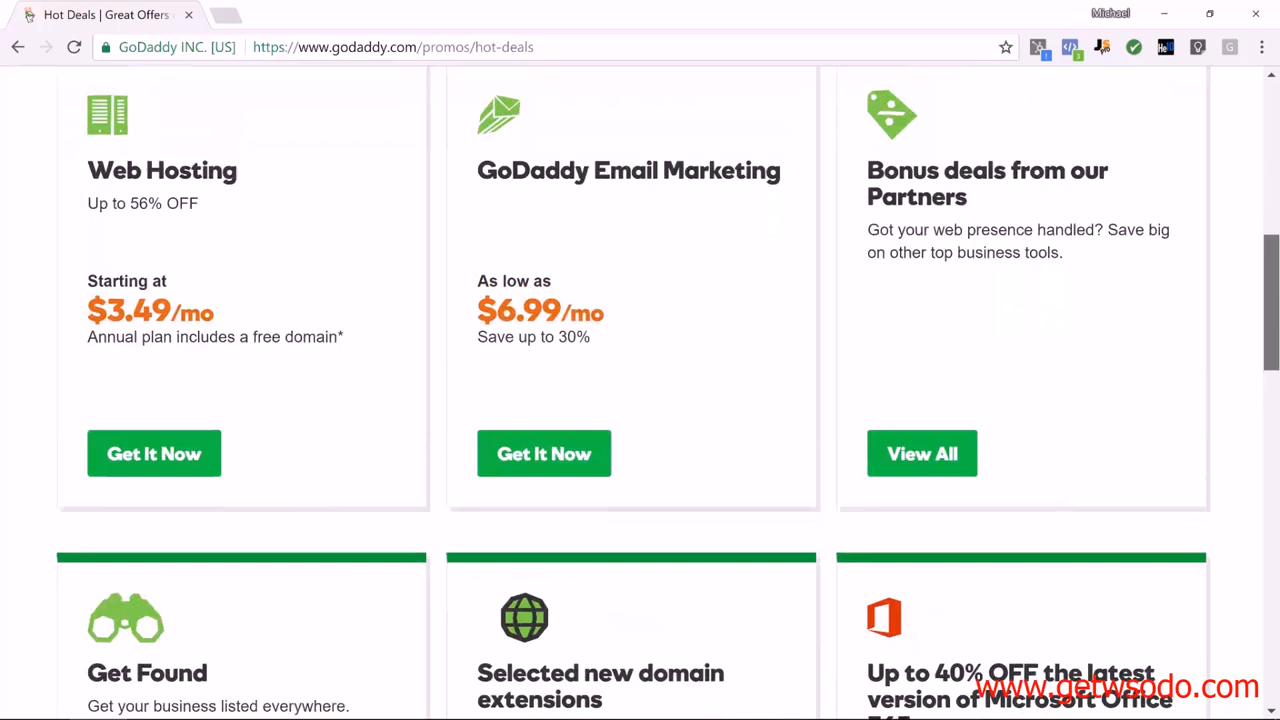 Hot Deals | Great Offers
Michael
GoDaddy INC. [US]
https://www.godaddy.com/promos/hot-deals
Web Hosting
Up to 56% OFF
Starting at
$3.49/mo
Annual plan includes a free domain*
Get It Now
GoDaddy Email Marketing
As low as
$6.99/mo
Save up to 30%
Get It Now
Bonus deals from our
Partners
Got your web presence handled? Save big
on other top business tools.
View All
Get Found
Get your business listed everywhere.
Selected new domain
extensions
Up to 40% OFF the latest
version of Microsoft Office
www.getwsodo.com